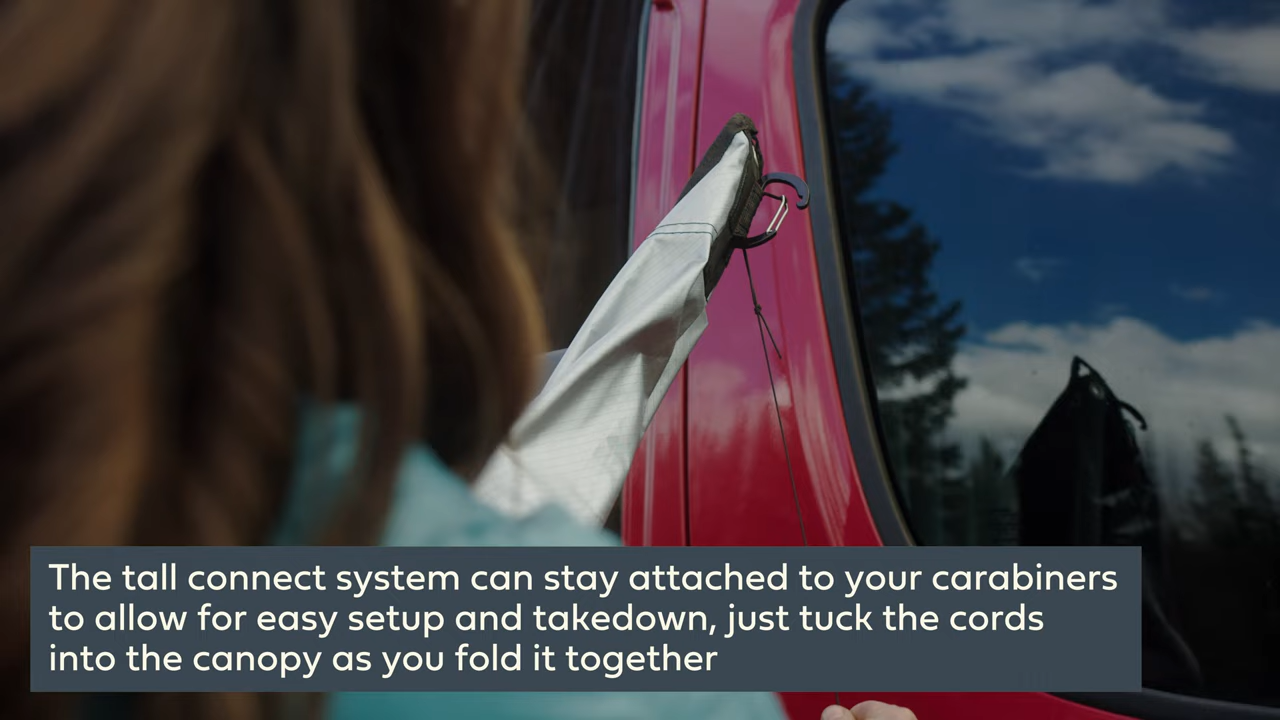 The tall connect system can stay attached to your carabiners
to allow for easy setup and takedown, just tuck the cords
into the canopy as you fold it together